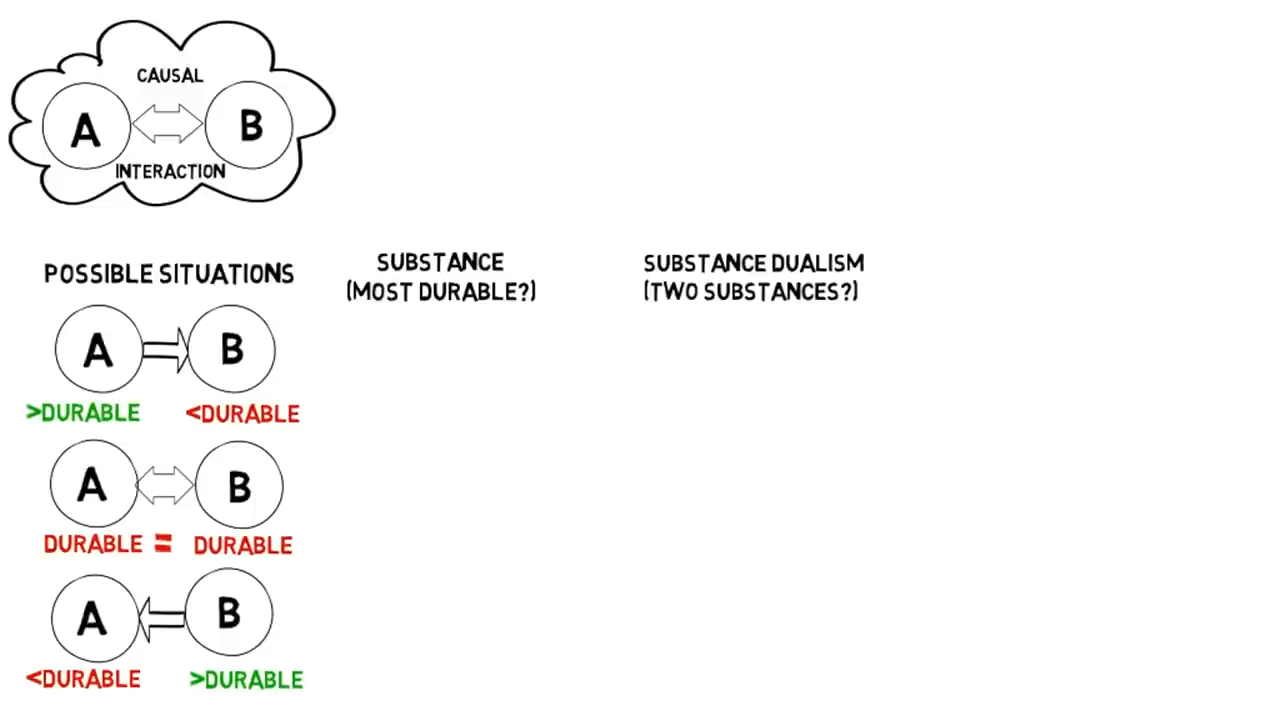 CAUSAL
A B
INTERACTION
POSSIBLE SITUATIONS
SUBSTANCE
(MOST DURABLE?)
SUBSTANCE DUALISM
(TWO SUBSTANCES?)
A B
>DURABLE <DURABLE
A B
DURABLE = DURABLE
A B
<DURABLE >DURABLE